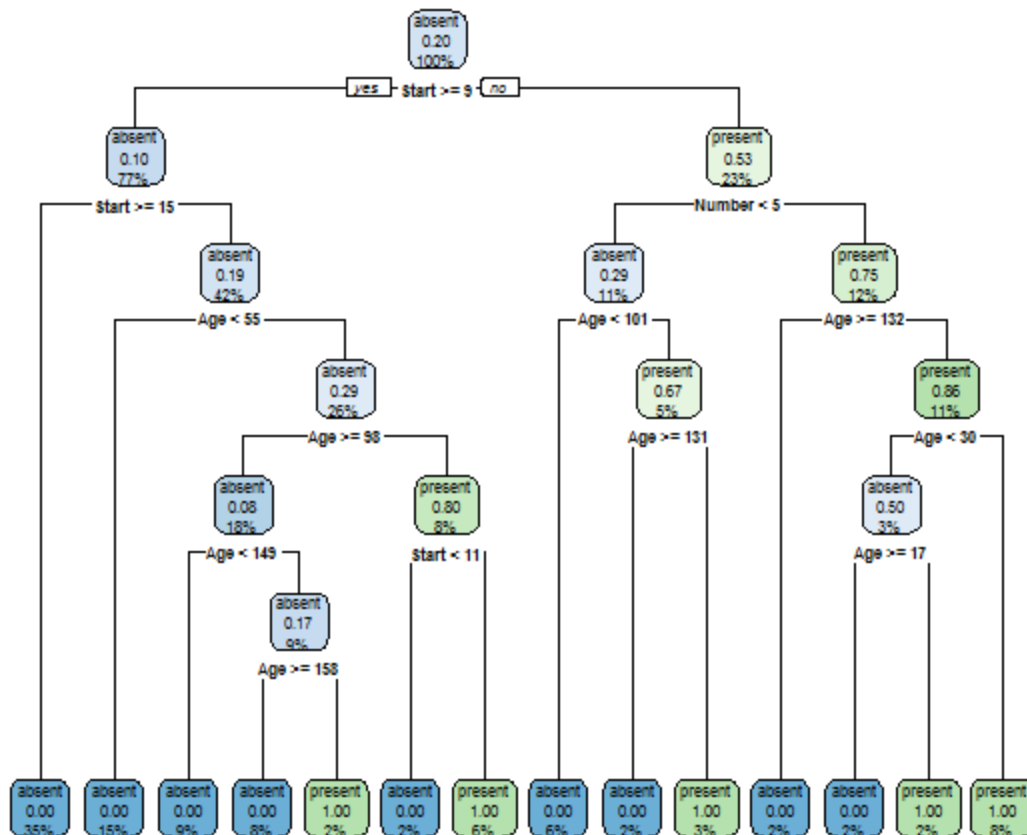 absent
0.20
100%
yes Start >= 9 no
absent
0.10
77%
present
0.53
23%
Start >= 15
Number < 5
absent
0.19
42%
absent
0.29
11%
present
0.75
12%
Age < 55
Age < 101
Age >= 132
absent
0.29
26%
present
0.67
5%
present
0.86
11%
Age >= 98
Age >= 131
Age < 30
absent
0.08
18%
present
0.80
8%
absent
0.50
3%
Age < 149
Start < 11
Age >= 17
absent
0.17
9%
Age >= 158
absent
0.00
35%
absent
0.00
15%
absent
0.00
9%
absent
0.00
8%
present
1.00
2%
absent
0.00
2%
present
1.00
6%
absent
0.00
6%
absent
0.00
2%
present
1.00
3%
absent
0.00
2%
absent
0.00
2%
present
1.00
2%
present
1.00
8%